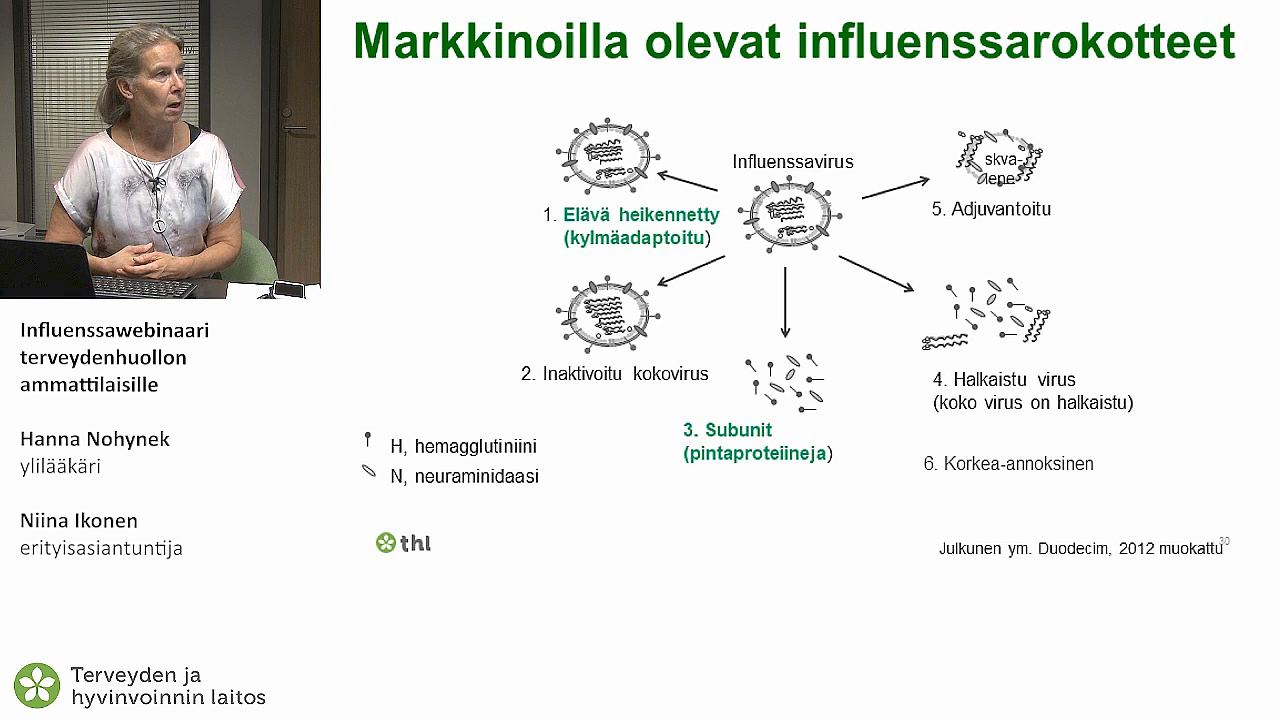 Markkinoilla olevat influenssarokotteet
Influenssavirus
skva-
lene
1. Elävä heikennetty
(kylmäadaptoitu)
5. Adjuvantoitu
2. Inaktivoitu kokovirus
3. Subunit
(pintaproteiineja)
4. Halkaistu virus
(koko virus on halkaistu)
6. Korkea-annoksinen
H, hemagglutiniini
N, neuraminidaasi
thl
Julkunen ym. Duodecim, 2012 muokattu
30
Influenssawebinaari
terveydenhuollon
ammattilaisille
Hanna Nohynek
ylilääkäri
Niina Ikonen
erityisasiantuntija
Terveyden ja
hyvinvoinnin laitos